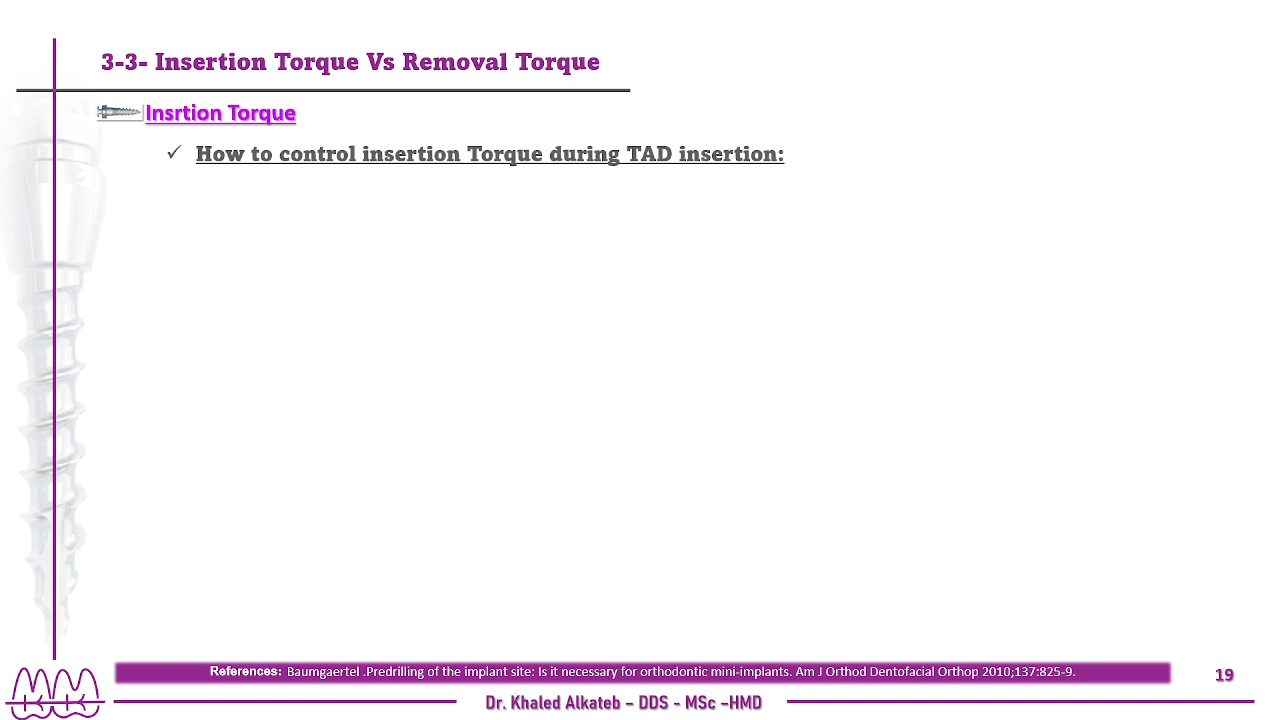 3-3- Insertion Torque Vs Removal Torque
Insrtion Torque
✓ How to control insertion Torque during TAD insertion:
References: Baumgaertel .Predrilling of the implant site: Is it necessary for orthodontic mini-implants. Am J Orthod Dentofacial Orthop 2010;137:825-9.
19
Dr. Khaled Alkateb – DDS - MSc –HMD